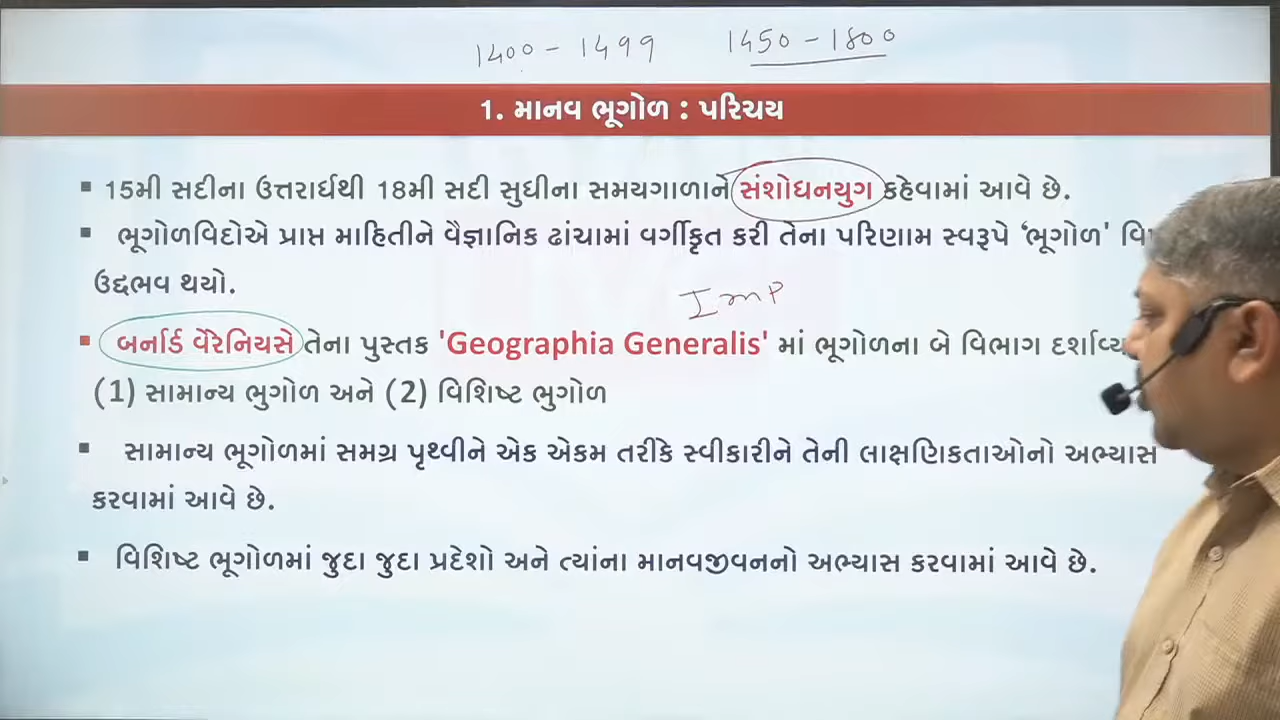 1400 - 1499 1450 - 1800
1. માનવ ભૂગોળ : પરિચય
▪ 15મી સદીના ઉત્તરાર્ધથી 18મી સદી સુધીના સમયગાળાને સંશોધનયુગ કહેવામાં આવે છે.
▪ ભૂગોળવિદોએ પ્રાપ્ત માહિતીને વૈજ્ઞાનિક ઢાંચામાં વર્ગીકૃત કરી તેના પરિણામ સ્વરૂપે 'ભૂગોળ'
ઉદ્દભવ થયો.
Imp
▪ બર્નાર્ડ વેરેનિયસે તેના પુસ્તક 'Geographia Generalis' માં ભૂગોળના બે વિભાગ
(1) સામાન્ય ભુગોળ અને (2) વિશિષ્ટ ભુગોળ
▪ સામાન્ય ભૂગોળમાં સમગ્ર પૃથ્વીને એક એકમ તરીકે સ્વીકારીને તેની લાક્ષણિકતાઓનો અભ્યાસ
કરવામાં આવે છે.
▪ વિશિષ્ટ ભૂગોળમાં જુદા જુદા પ્રદેશો અને ત્યાંના માનવજીવનનો અભ્યાસ કરવામાં આવે છે.